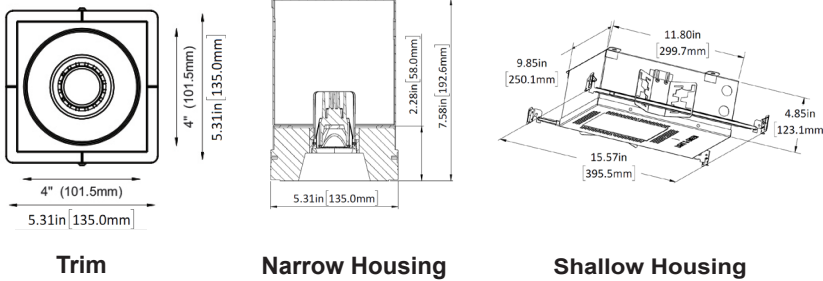 4" (101.5mm)
5.31in[135.0mm]
4" (101.5mm)
5.31in[135.0mm]
Trim
2.28in[58.0mm]
7.58in[192.6mm]
5.31in[135.0mm]
Narrow Housing
11.80in
[299.7mm]
9.85in
[250.1mm]
4.85in
[123.1mm]
15.57in
[395.5mm]
Shallow Housing